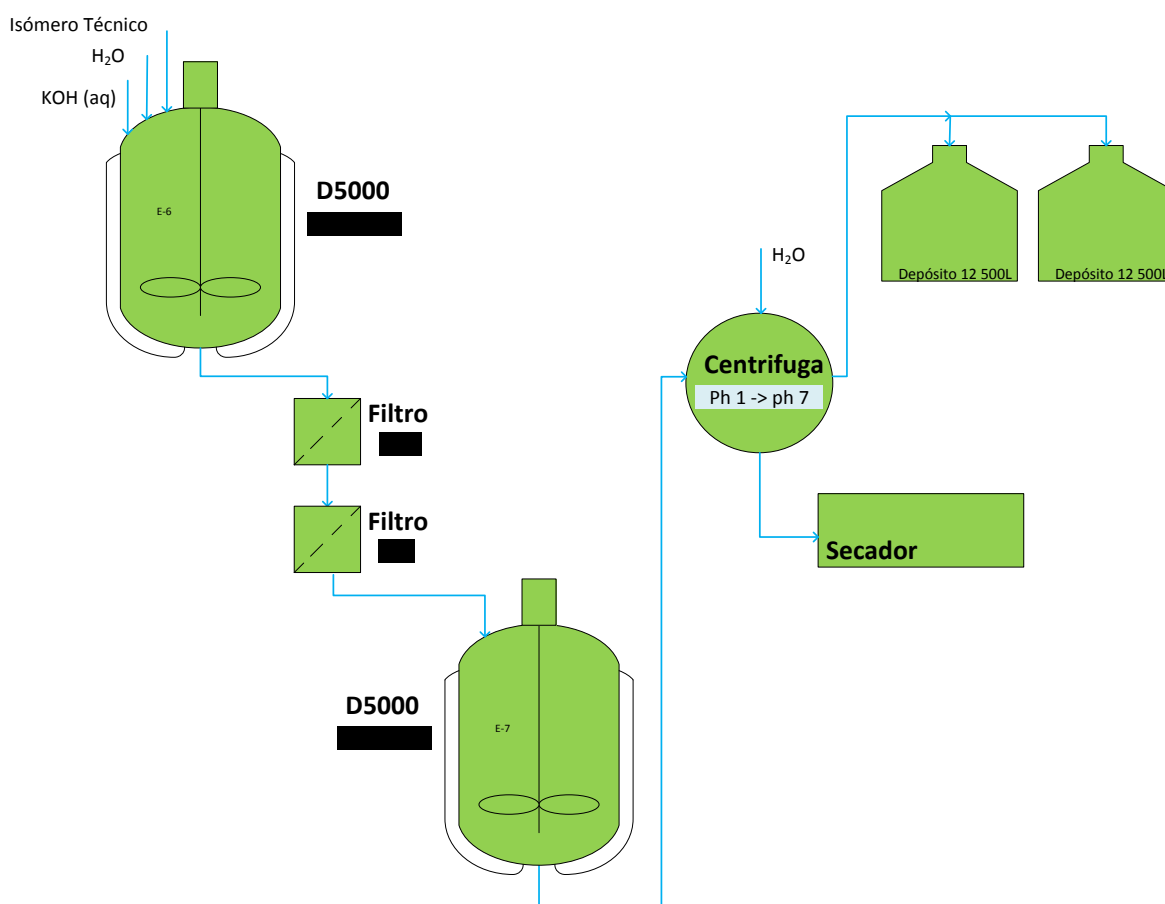 Isómero Técnico
H₂O
KOH (aq)
E-6
D5000
Filtro
Filtro
D5000
E-7
H₂O
Centrifuga
Ph 1 -> ph 7
Secador
Depósito 12 500L
Depósito 12 500L